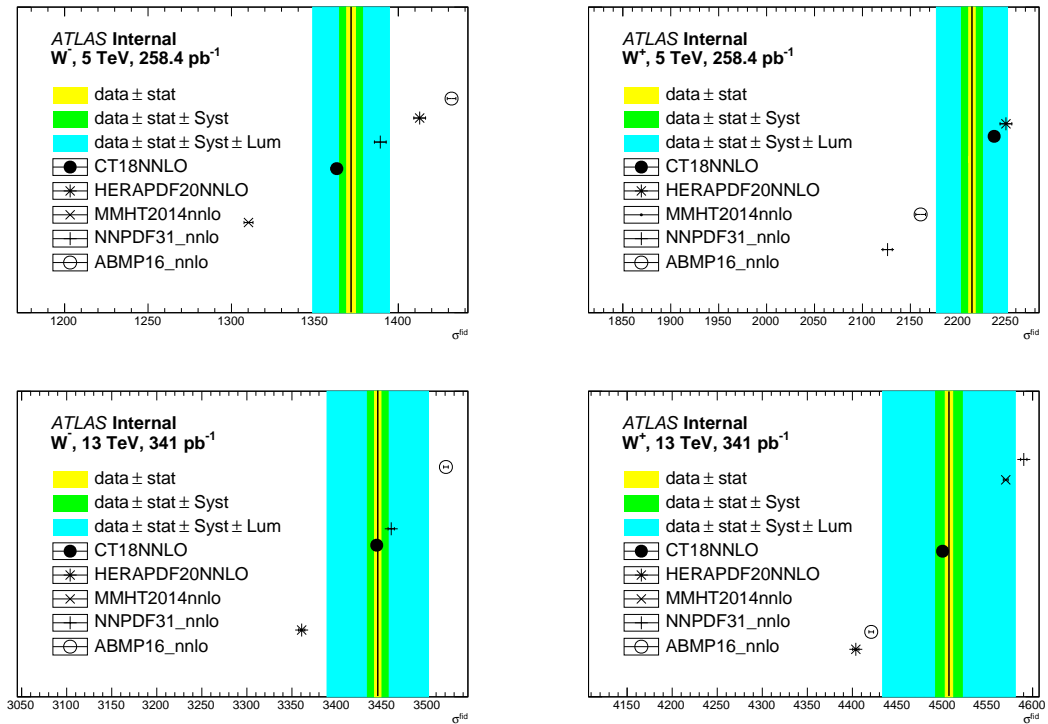 ATLAS Internal
W⁻, 5 TeV, 258.4 pb⁻¹
data ± stat
data ± stat ± Syst
data ± stat ± Syst ± Lum
CT18NNLO
HERAPDF20NNLO
MMHT2014nnlo
NNPDF31_nnlo
ABMP16_nnlo
1200 1250 1300 1350 1400
σ^fid
ATLAS Internal
W⁺, 5 TeV, 258.4 pb⁻¹
data ± stat
data ± stat ± Syst
data ± stat ± Syst ± Lum
CT18NNLO
HERAPDF20NNLO
MMHT2014nnlo
NNPDF31_nnlo
ABMP16_nnlo
1850 1900 1950 2000 2050 2100 2150 2200 2250
σ^fid
ATLAS Internal
W⁻, 13 TeV, 341 pb⁻¹
data ± stat
data ± stat ± Syst
data ± stat ± Syst ± Lum
CT18NNLO
HERAPDF20NNLO
MMHT2014nnlo
NNPDF31_nnlo
ABMP16_nnlo
3050 3100 3150 3200 3250 3300 3350 3400 3450 3500
σ^fid
ATLAS Internal
W⁺, 13 TeV, 341 pb⁻¹
data ± stat
data ± stat ± Syst
data ± stat ± Syst ± Lum
CT18NNLO
HERAPDF20NNLO
MMHT2014nnlo
NNPDF31_nnlo
ABMP16_nnlo
4150 4200 4250 4300 4350 4400 4450 4500 4550 4600
σ^fid